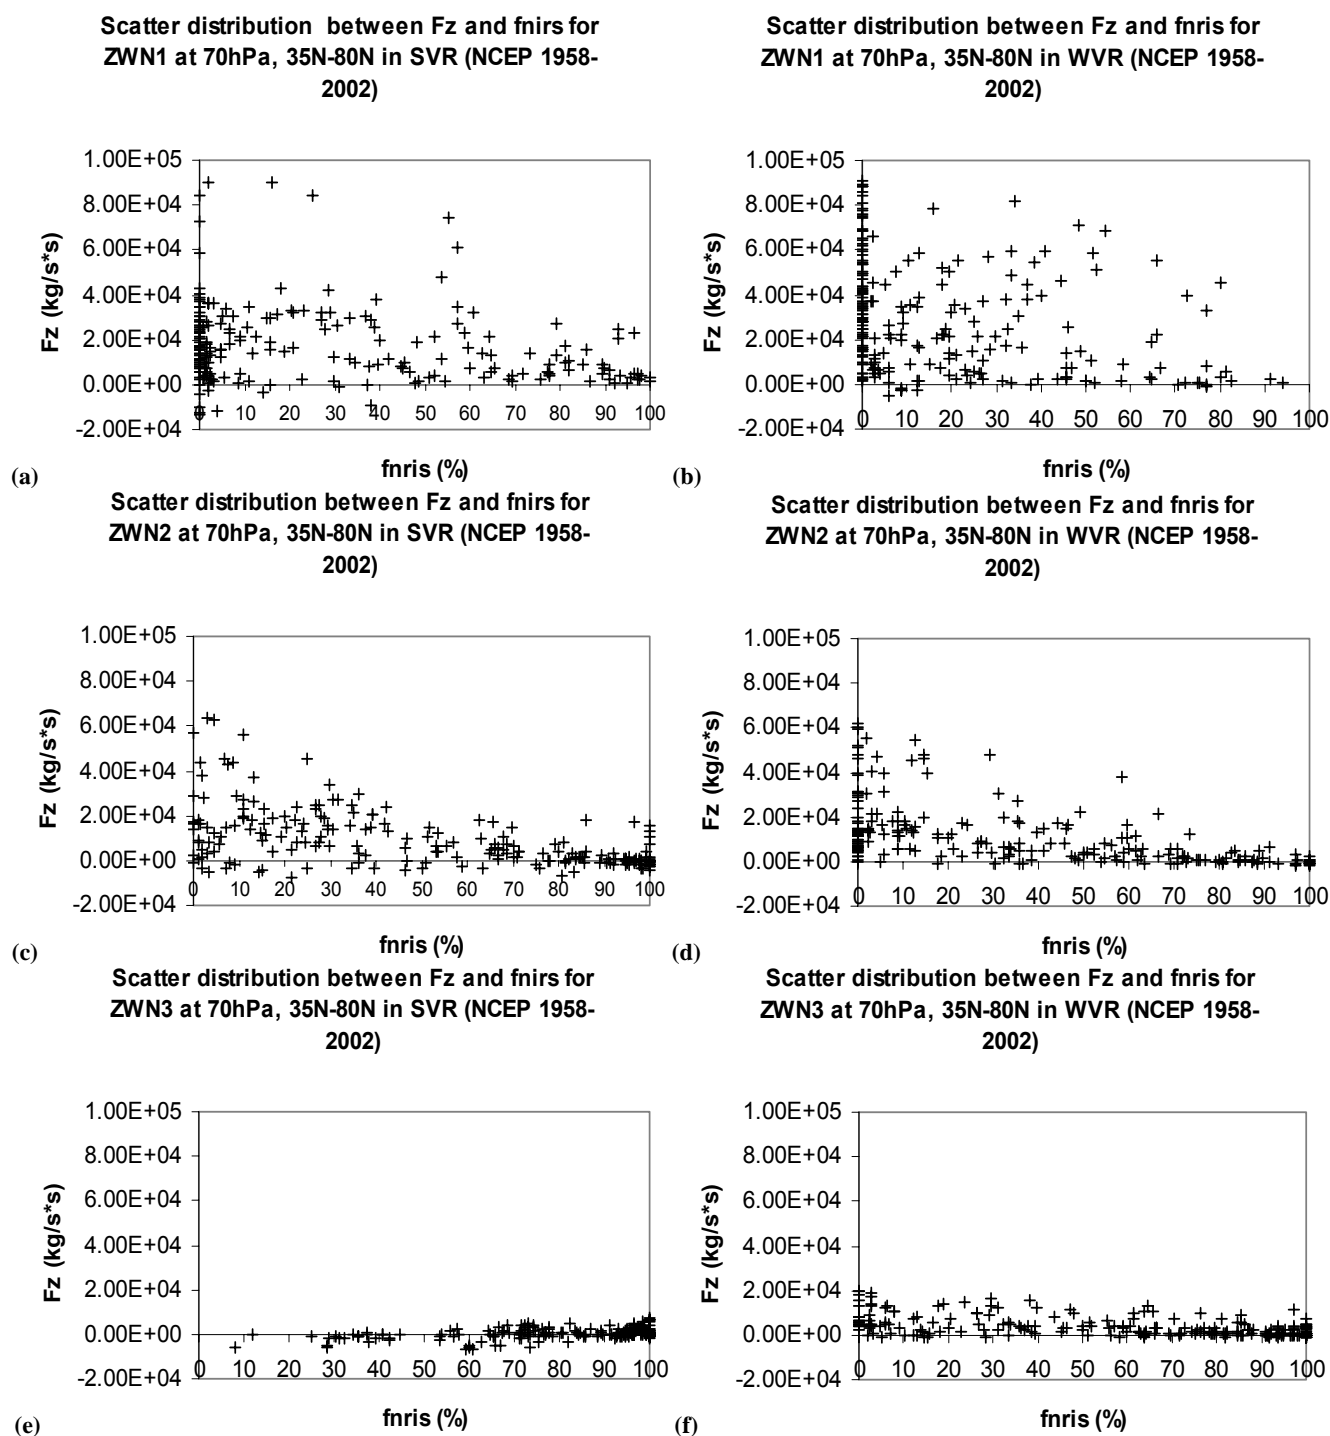 Scatter distribution between Fz and fnirs for
ZWN1 at 70hPa, 35N-80N in SVR (NCEP 1958-
2002)
1.00E+05
8.00E+04
6.00E+04
4.00E+04
2.00E+04
0.00E+00
-2.00E+04
Fz (kg/s*s)
0 10 20 30 40 50 60 70 80 90 100
fnris (%)
(a)
Scatter distribution between Fz and fnris for
ZWN1 at 70hPa, 35N-80N in WVR (NCEP 1958-
2002)
1.00E+05
8.00E+04
6.00E+04
4.00E+04
2.00E+04
0.00E+00
-2.00E+04
Fz (kg/s*s)
0 10 20 30 40 50 60 70 80 90 100
fnris (%)
(b)
Scatter distribution between Fz and fnirs for
ZWN2 at 70hPa, 35N-80N in SVR (NCEP 1958-
2002)
1.00E+05
8.00E+04
6.00E+04
4.00E+04
2.00E+04
0.00E+00
-2.00E+04
Fz (kg/s*s)
0 10 20 30 40 50 60 70 80 90 100
fnris (%)
(c)
Scatter distribution between Fz and fnris for
ZWN2 at 70hPa, 35N-80N in WVR (NCEP 1958-
2002)
1.00E+05
8.00E+04
6.00E+04
4.00E+04
2.00E+04
0.00E+00
-2.00E+04
Fz (kg/s*s)
0 10 20 30 40 50 60 70 80 90 100
fnris (%)
(d)
Scatter distribution between Fz and fnirs for
ZWN3 at 70hPa, 35N-80N in SVR (NCEP 1958-
2002)
1.00E+05
8.00E+04
6.00E+04
4.00E+04
2.00E+04
0.00E+00
-2.00E+04
Fz (kg/s*s)
0 10 20 30 40 50 60 70 80 90 100
fnris (%)
(e)
Scatter distribution between Fz and fnris for
ZWN3 at 70hPa, 35N-80N in WVR (NCEP 1958-
2002)
1.00E+05
8.00E+04
6.00E+04
4.00E+04
2.00E+04
0.00E+00
-2.00E+04
Fz (kg/s*s)
0 10 20 30 40 50 60 70 80 90 100
fnris (%)
(f)